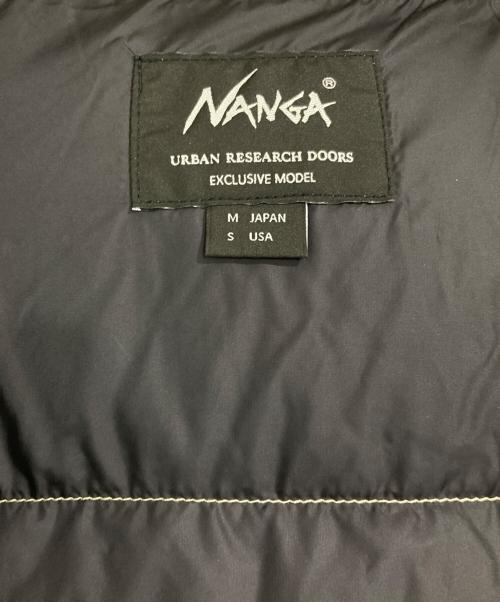 NANGA®
URBAN RESEARCH DOORS
EXCLUSIVE MODEL
M JAPAN
S USA